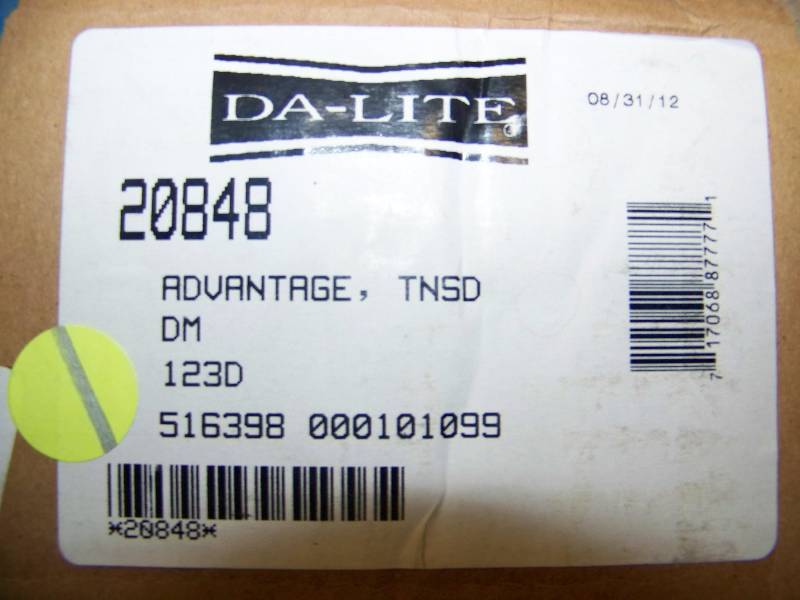 DA-LITE®
08/31/12
20848
ADVANTAGE, TNSD
DM
123D
516398 000101099
*20848*
7 17068 87777 1